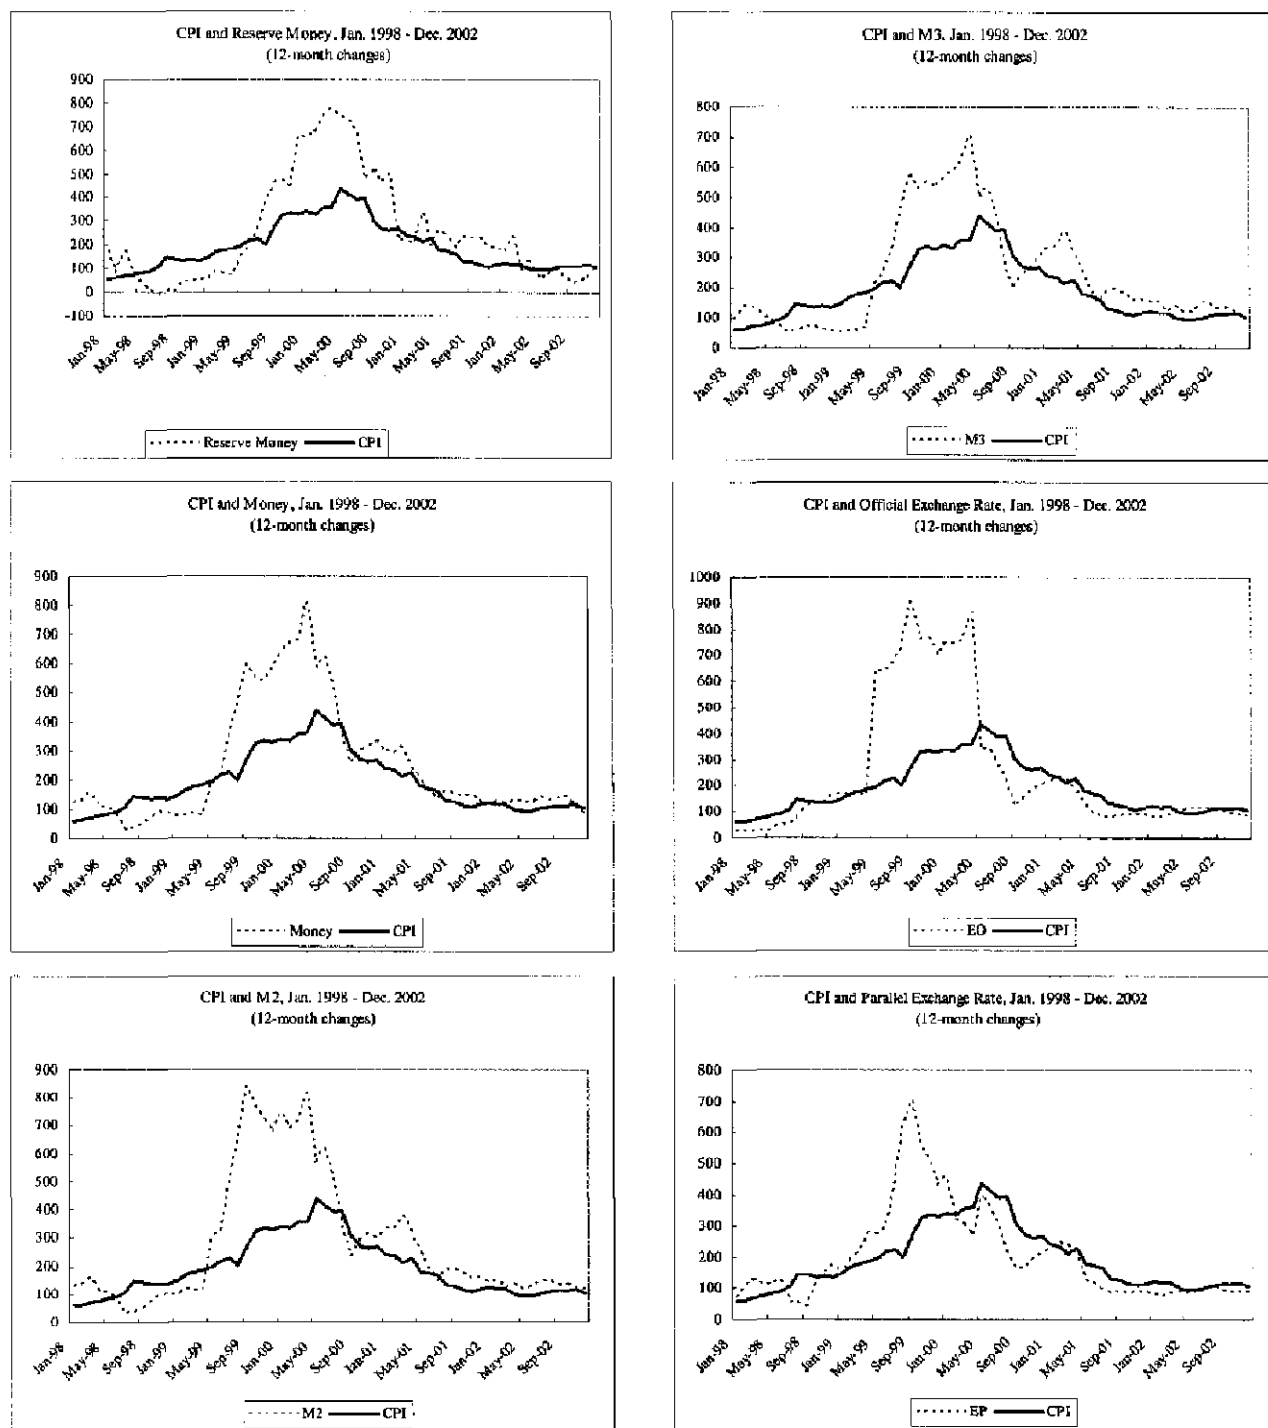 CPI and Reserve Money, Jan. 1998 - Dec. 2002
(12-month changes)
900
800
700
600
500
400
300
200
100
0
-100
Jan-98
May-98
Sep-98
Jan-99
May-99
Sep-99
Jan-00
May-00
Sep-00
Jan-01
May-01
Sep-01
Jan-02
May-02
Sep-02
Reserve Money CPI
CPI and M3, Jan. 1998 - Dec. 2002
(12-month changes)
800
700
600
500
400
300
200
100
0
Jan-98
May-98
Sep-98
Jan-99
May-99
Sep-99
Jan-00
May-00
Sep-00
Jan-01
May-01
Sep-01
Jan-02
May-02
Sep-02
M3 CPI
CPI and Money, Jan. 1998 - Dec. 2002
(12-month changes)
900
800
700
600
500
400
300
200
100
0
Jan-98
May-98
Sep-98
Jan-99
May-99
Sep-99
Jan-00
May-00
Sep-00
Jan-01
May-01
Sep-01
Jan-02
May-02
Sep-02
Money CPI
CPI and Official Exchange Rate, Jan. 1998 - Dec. 2002
(12-month changes)
1000
900
800
700
600
500
400
300
200
100
0
Jan-98
May-98
Sep-98
Jan-99
May-99
Sep-99
Jan-00
May-00
Sep-00
Jan-01
May-01
Sep-01
Jan-02
May-02
Sep-02
EO CPI
CPI and M2, Jan. 1998 - Dec. 2002
(12-month changes)
900
800
700
600
500
400
300
200
100
0
Jan-98
May-98
Sep-98
Jan-99
May-99
Sep-99
Jan-00
May-00
Sep-00
Jan-01
May-01
Sep-01
Jan-02
May-02
Sep-02
M2 CPI
CPI and Parallel Exchange Rate, Jan. 1998 - Dec. 2002
(12-month changes)
800
700
600
500
400
300
200
100
0
Jan-98
May-98
Sep-98
Jan-99
May-99
Sep-99
Jan-00
May-00
Sep-00
Jan-01
May-01
Sep-01
Jan-02
May-02
Sep-02
EP CPI